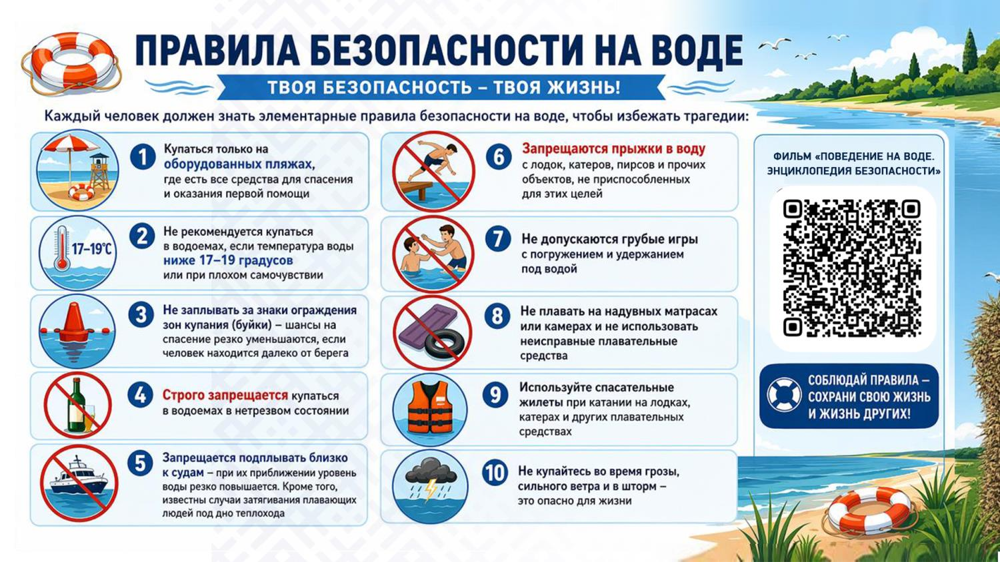 ПРАВИЛА БЕЗОПАСНОСТИ НА ВОДЕ
ТВОЯ БЕЗОПАСНОСТЬ – ТВОЯ ЖИЗНЬ!
Каждый человек должен знать элементарные правила безопасности на воде, чтобы избежать трагедии:
1
Купаться только на
оборудованных пляжах,
где есть все средства для спасения
и оказания первой помощи
17–19°C
2
Не рекомендуется купаться
в водоемах, если температура воды
ниже 17–19 градусов
или при плохом самочувствии
3
Не заплывать за знаки ограждения
зон купания (буйки) – шансы на
спасение резко уменьшаются, если
человек находится далеко от берега
4
Строго запрещается купаться
в водоемах в нетрезвом состоянии
5
Запрещается подплывать близко
к судам – при их приближении уровень
воды резко повышается. Кроме того,
известны случаи затягивания плавающих
людей под дно теплохода
6
Запрещаются прыжки в воду
с лодок, катеров, пирсов и прочих
объектов, не приспособленных
для этих целей
7
Не допускаются грубые игры
с погружением и удержанием
под водой
8
Не плавать на надувных матрасах
или камерах и не использовать
неисправные плавательные
средства
9
Используйте спасательные
жилеты при катании на лодках,
катерах и других плавательных
средствах
10
Не купайтесь во время грозы,
сильного ветра и в шторм –
это опасно для жизни
ФИЛЬМ «ПОВЕДЕНИЕ НА ВОДЕ.
ЭНЦИКЛОПЕДИЯ БЕЗОПАСНОСТИ»
СОБЛЮДАЙ ПРАВИЛА –
СОХРАНИ СВОЮ ЖИЗНЬ
И ЖИЗНЬ ДРУГИХ!